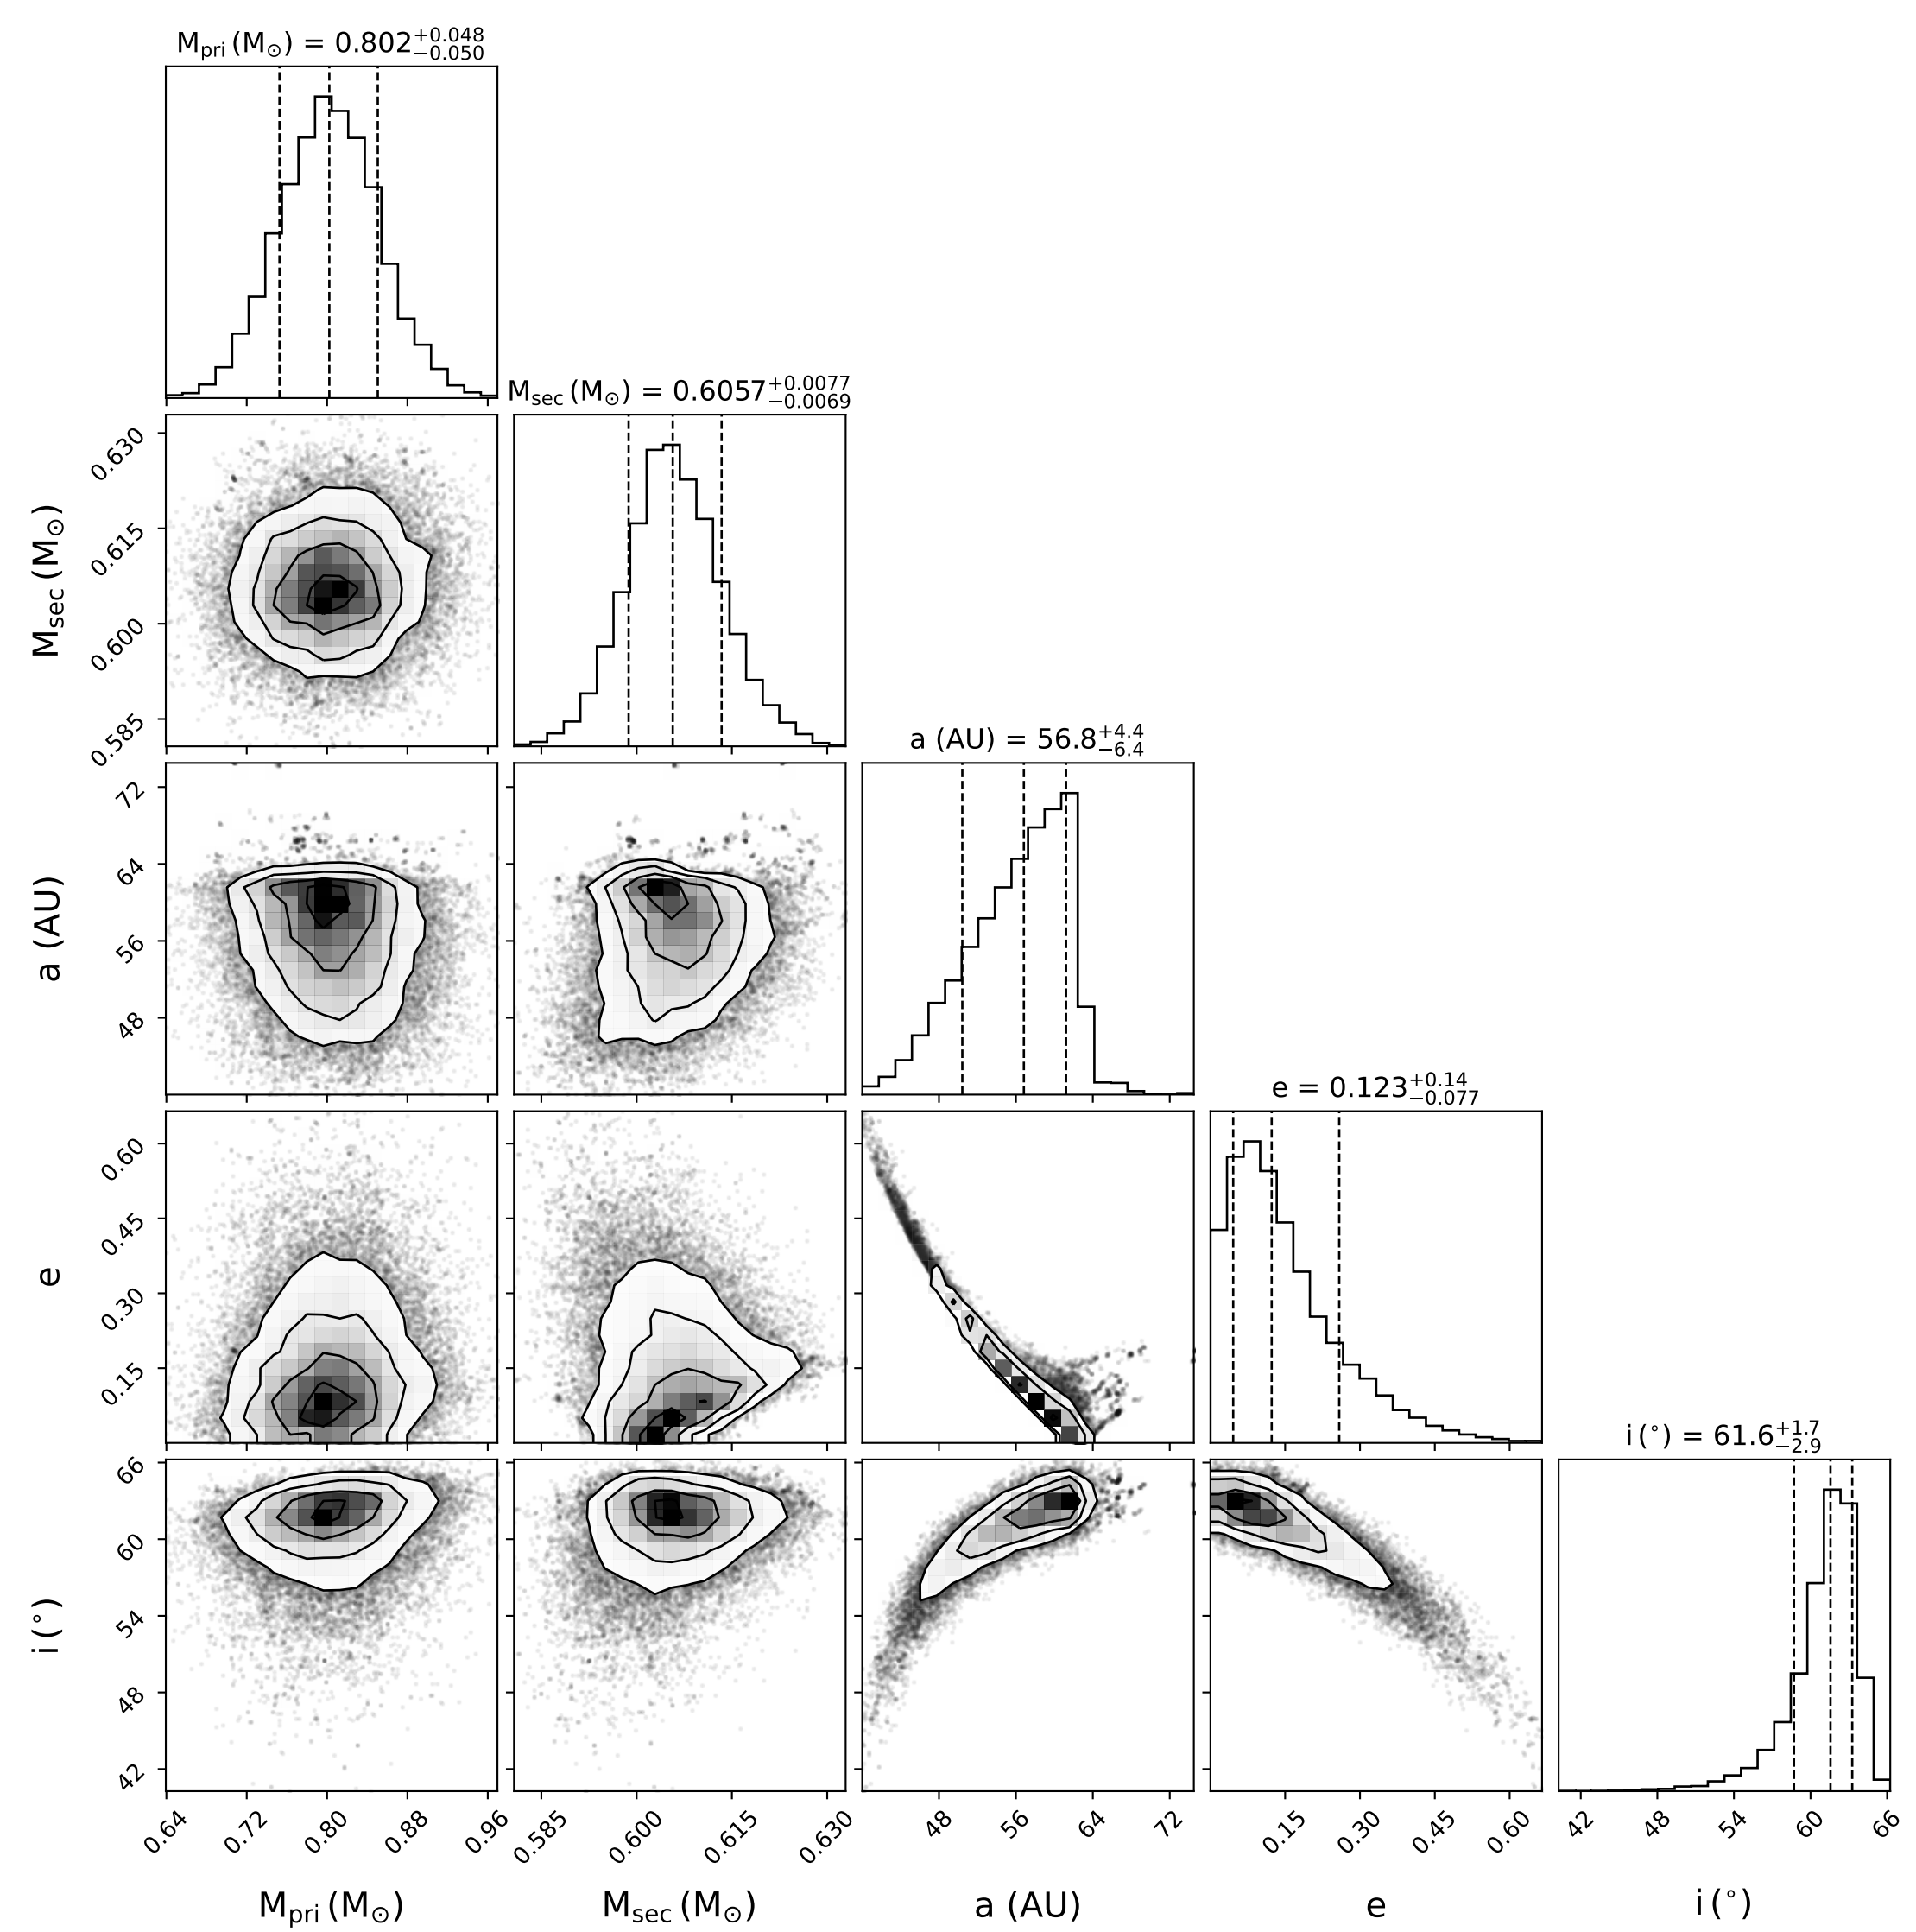 M_pri (M_⊙) = 0.802 +0.048 −0.050
M_sec (M_⊙) = 0.6057 +0.0077 −0.0069
a (AU) = 56.8 +4.4 −6.4
e = 0.123 +0.14 −0.077
i (°) = 61.6 +1.7 −2.9
M_sec (M_⊙)
0.630
0.615
0.600
0.585
a (AU)
72
64
56
48
e
0.60
0.45
0.30
0.15
i (°)
66
60
54
48
42
0.64 0.72 0.80 0.88 0.96
0.585 0.600 0.615 0.630
48 56 64 72
0.15 0.30 0.45 0.60
42 48 54 60 66
M_pri (M_⊙)
M_sec (M_⊙)
a (AU)
e
i (°)